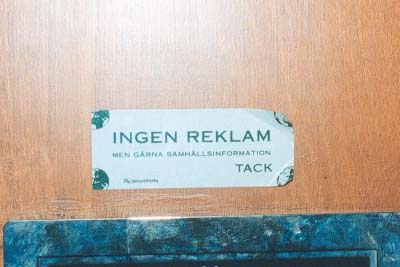 INGEN REKLAM
MEN GÄRNA SAMHÄLLSINFORMATION
TACK